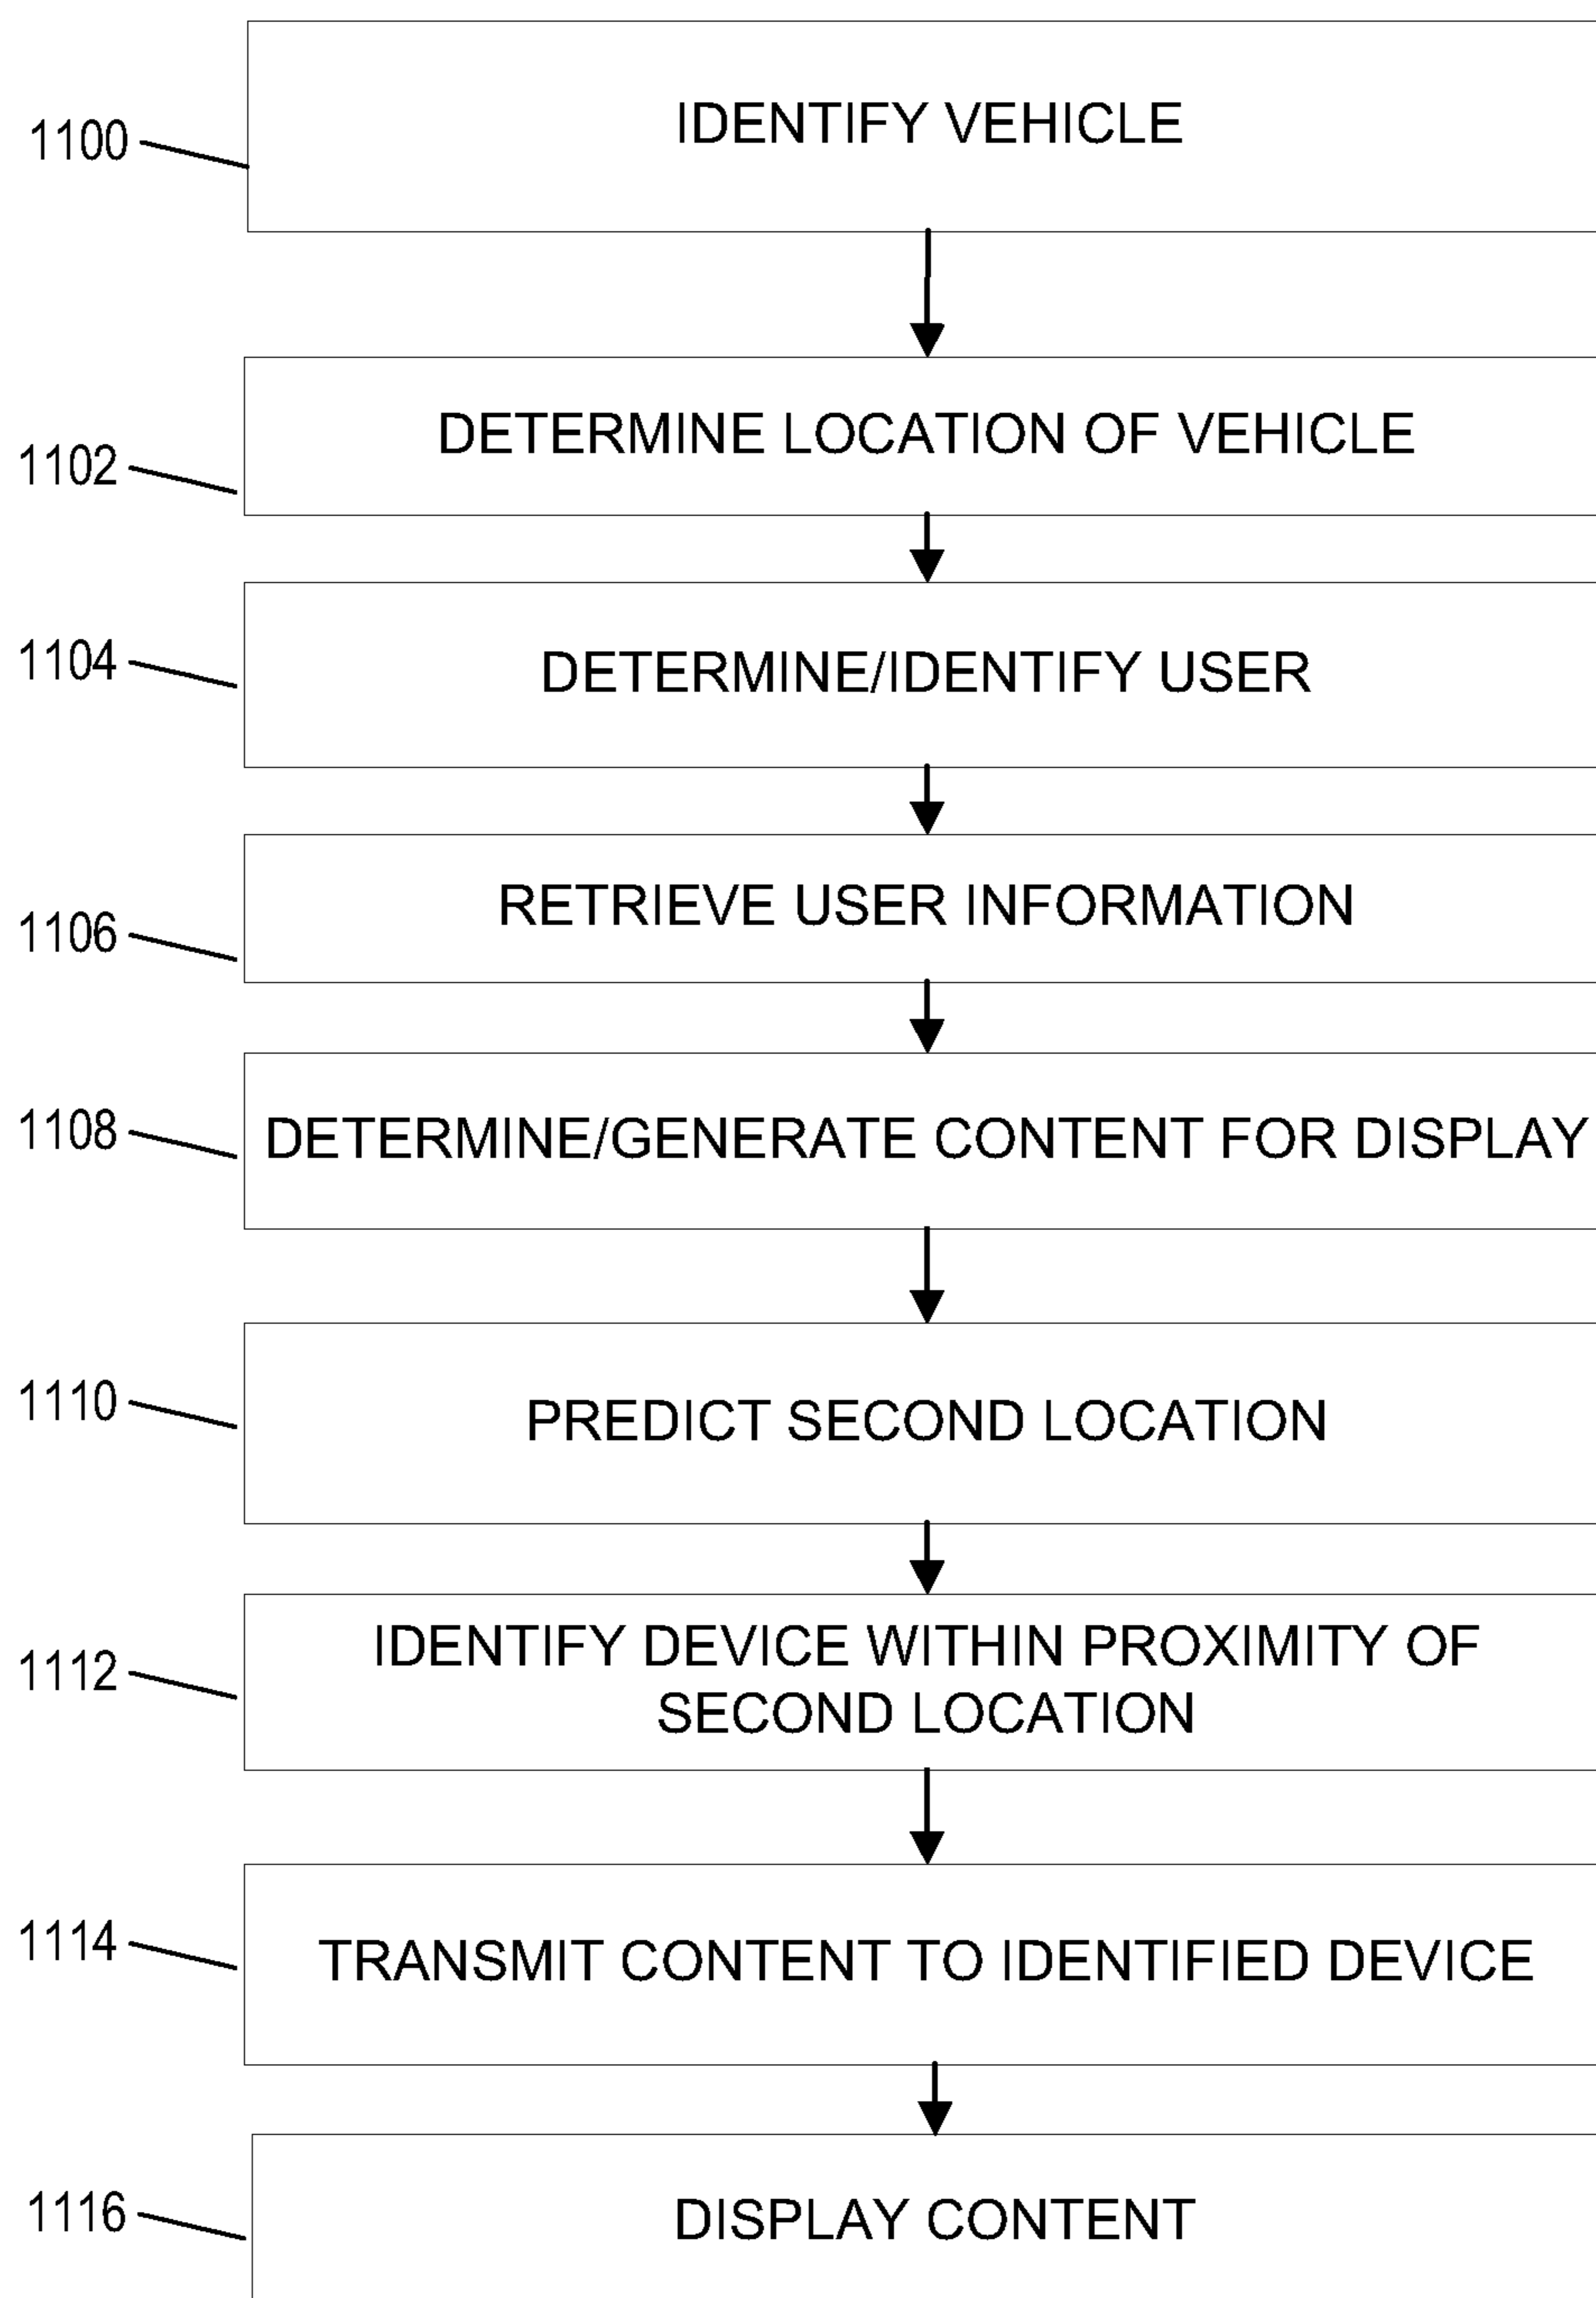 1100
IDENTIFY VEHICLE
1102
DETERMINE LOCATION OF VEHICLE
1104
DETERMINE/IDENTIFY USER
1106
RETRIEVE USER INFORMATION
1108
DETERMINE/GENERATE CONTENT FOR DISPLAY
1110
PREDICT SECOND LOCATION
1112
IDENTIFY DEVICE WITHIN PROXIMITY OF
SECOND LOCATION
1114
TRANSMIT CONTENT TO IDENTIFIED DEVICE
1116
DISPLAY CONTENT